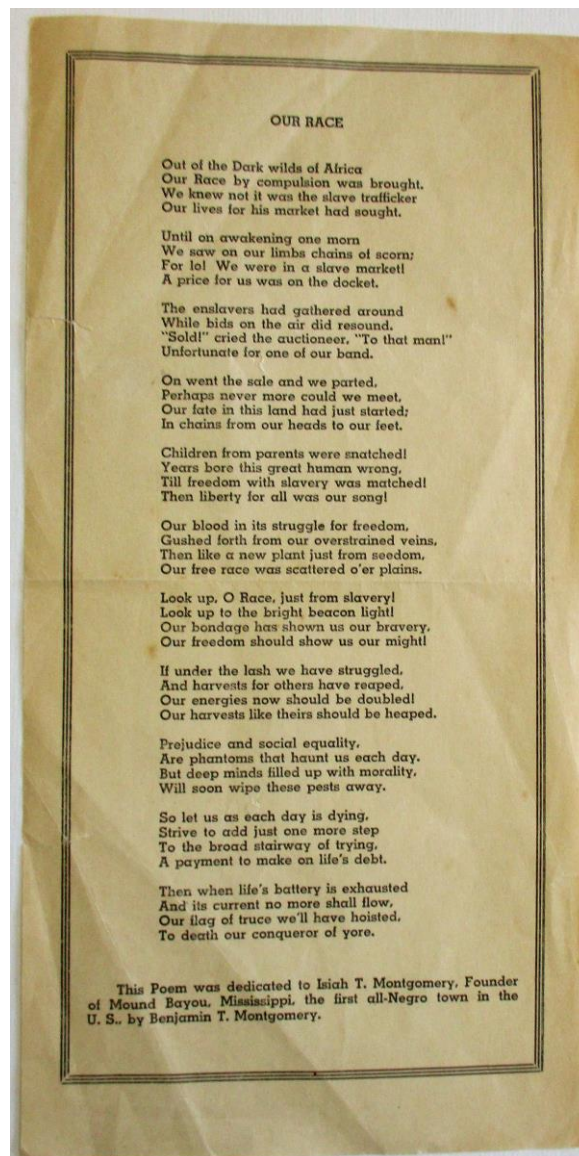 OUR RACE
Out of the Dark wilds of Africa
Our Race by compulsion was brought.
We knew not it was the slave trafficker
Our lives for his market had sought.
Until on awakening one morn
We saw on our limbs chains of scorn;
For lo! We were in a slave market!
A price for us was on the docket.
The enslavers had gathered around
While bids on the air did resound.
"Sold!" cried the auctioneer, "To that man!"
Unfortunate for one of our band.
On went the sale and we parted,
Perhaps never more could we meet,
Our fate in this land had just started;
In chains from our heads to our feet.
Children from parents were snatched!
Years bore this great human wrong,
Till freedom with slavery was matched!
Then liberty for all was our song!
Our blood in its struggle for freedom,
Gushed forth from our overstrained veins,
Then like a new plant just from seedom,
Our free race was scattered o'er plains.
Look up, O Race, just from slavery!
Look up to the bright beacon light!
Our bondage has shown us our bravery,
Our freedom should show us our might!
If under the lash we have struggled,
And harvests for others have reaped,
Our energies now should be doubled!
Our harvests like theirs should be heaped.
Prejudice and social equality,
Are phantoms that haunt us each day.
But deep minds filled up with morality,
Will soon wipe these pests away.
So let us as each day is dying,
Strive to add just one more step
To the broad stairway of trying,
A payment to make on life's debt.
Then when life's battery is exhausted
And its current no more shall flow,
Our flag of truce we'll have hoisted,
To death our conqueror of yore.
This Poem was dedicated to Isiah T. Montgomery, Founder
of Mound Bayou, Mississippi, the first all-Negro town in the
U. S., by Benjamin T. Montgomery.